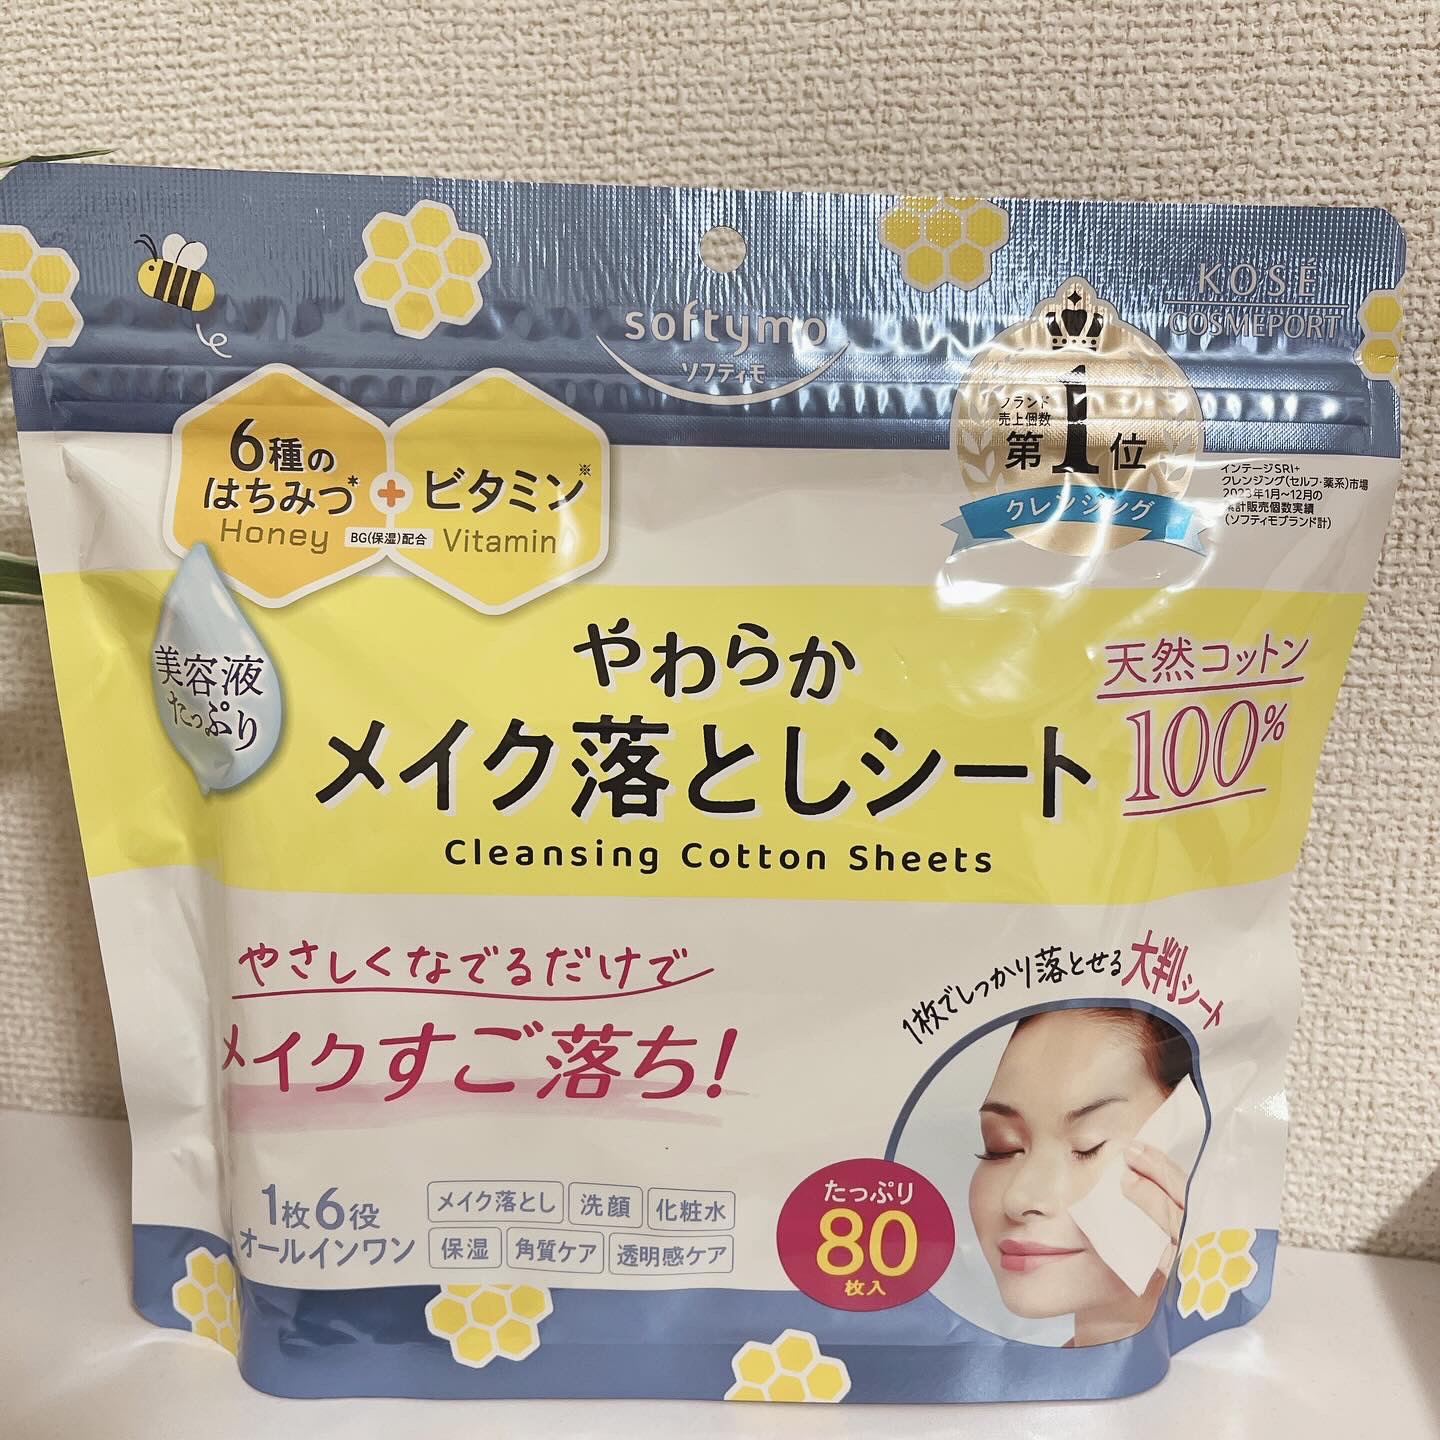 softymo
ソフティモ
KOSÉ
COSMEPORT
6種の
はちみつ*
Honey
+
BG(保湿)配合
ビタミン※
Vitamin
ブランド
売上個数
第1位
クレンジング
インテージSRI+
クレンジング(セルフ・薬系)市場
2023年1月~12月の
累計販売個数実績
(ソフティモブランド計)
美容液
たっぷり
やわらか
メイク落としシート
Cleansing Cotton Sheets
天然コットン
100%
やさしくなでるだけで
メイクすご落ち!
1枚でしっかり落とせる大判シート
1枚6役
オールインワン
メイク落とし 洗顔 化粧水
保湿 角質ケア 透明感ケア
たっぷり
80
枚入